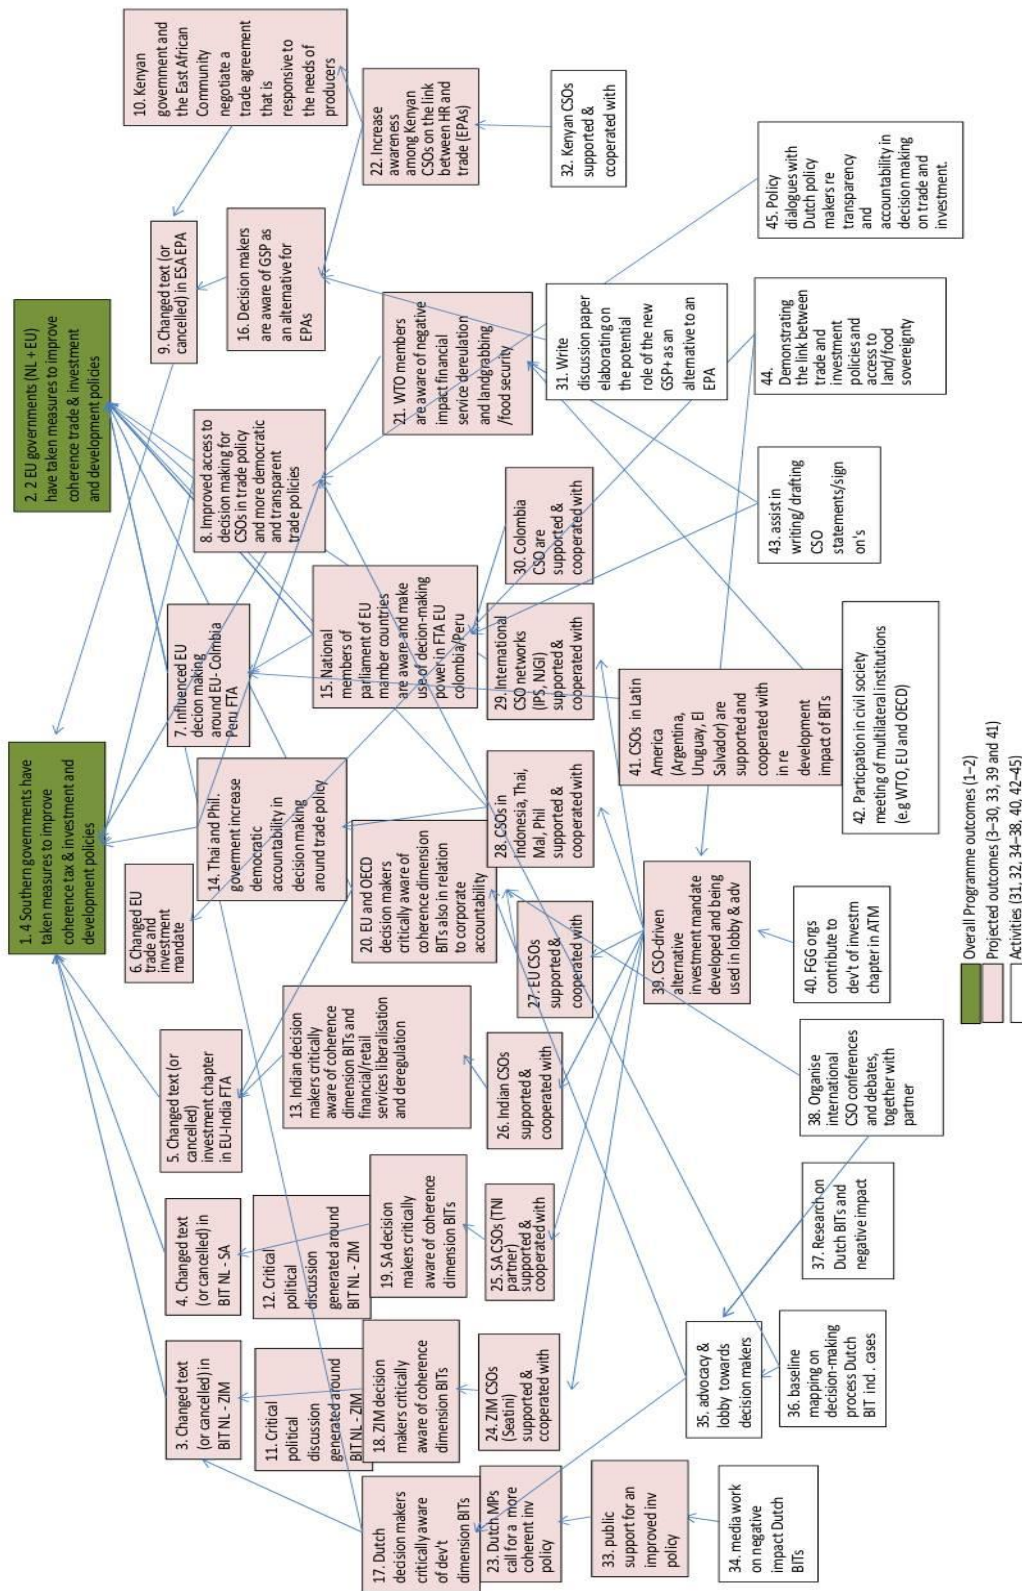 1. 4 Southern governments have
taken measures to improve
coherence tax & investment and
development policies
2. 2 EU governments (NL + EU)
have taken measures to improve
coherence trade & investment
and development policies
3. Changed text
(or cancelled) in
BIT NL - ZIM
4. Changed text
(or cancelled) in
BIT NL - SA
5. Changed text (or
cancelled)
investment chapter
in EU-India FTA
6. Changed EU
trade and
investment
mandate
7. Influenced EU
decion making
around EU- Colmbia
Peru FTA
8. Improved access to
decision making for
CSOs in trade policy
and more democratic
and transparent
trade policies
9. Changed text (or
cancelled) in ESA EPA
10. Kenyan
government and
the East African
Community
negotiate a
trade agreement
that is
responsive to
the needs of
producers
11. Critical
political
discussion
generated around
BIT NL - ZIM
12. Critical
political
discussion
generated around
BIT NL - ZIM
13. Indian decision
makers critically
aware of coherence
dimension BITs and
financial/retail
services liberalisation
and deregulation
14. Thai and Phil.
goverment increase
democratic
accountability in
decision making
around trade policy
15. National
members of
parliament of EU
mamber countries
are aware and make
use of decion-making
power in FTA EU
colombia/Peru
16. Decision makers
are aware of GSP as
an alternative for
EPAs
17. Dutch
decision makers
critically aware
of dev't
dimension BITs
18. ZIM decision
makers critically
aware of coherence
dimension BITs
19. SA decision
makers critically
aware of coherence
dimension BITs
20. EU and OECD
decision makers
critically aware of
coherence dimension
BITs also in relation
to corporate
accountability
21. WTO members
are aware of negative
impact financial
service derulation
and landgrabbing
/food security
22. Increase
awareness
among Kenyan
CSOs on the link
between HR and
trade (EPAs)
23. Dutch MPs
call for a more
coherent inv
policy
24. ZIM CSOs
(Seatini)
supported &
ccoperated with
25. SA CSOs (TNI
partner)
supported &
cooperated with
26. Indian CSOs
supported &
cooperated with
27. EU CSOs
supported &
cooperated with
28. CSOs in
Indonesia, Thai,
Mal, Phil
supported &
cooperated with
29. International
CSO networks
(IPS, NJGI)
supported &
cooperated with
30. Colombia
CSO are
supported &
cooperated with
31. Write
discussion paper
elaborating on
the potential
role of the new
GSP+ as an
alternative to an
EPA
32. Kenyan CSOs
supported &
cooperated with
33. public
support for an
improved inv
policy
34. media work
on negative
impact Dutch
BITs
35. advocacy &
lobby towards
decision makers
36. baseline
mapping on
decision-making
process Dutch
BIT ind . cases
37. Research on
Dutch BITs and
negative impact
38. Organise
international
CSO conferences
and debates,
together with
partner
39. CSO-driven
alternative
investment mandate
developed and being
used in lobby & adv
40. FGG orgs
contribute to
dev't of investm
chapter in ATM
41. CSOs in Latin
America
(Argentina,
Uruguay, El
Salvador) are
supported and
cooperated with
in re
development
impact of BITs
42. Particpation in civil society
meeting of multilateral institutions
(e.g WTO, EU and OECD)
43. assist in
writing/ drafting
CSO
statements/sign
on's
44.
Demonstrating
the link between
trade and
investment
policies and
access to
land/food
sovereignty
45. Policy
dialogues with
Dutch policy
makers re
transparency
and
accountability in
decision making
on trade and
investment.
Overall Programme outcomes (1–2)
Projected outcomes (3–30, 33, 39 and 41)
Activities (31, 32, 34–38, 40, 42–45)